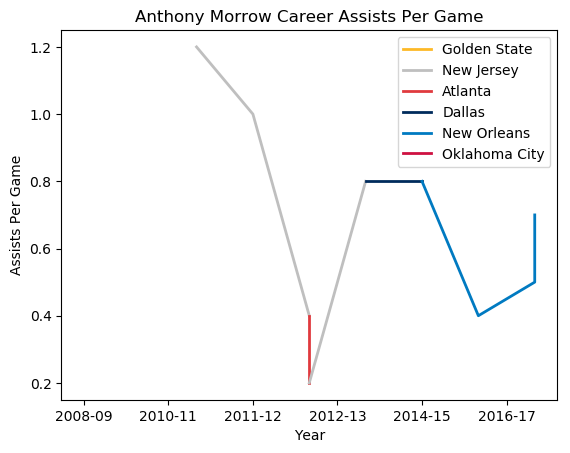 Anthony Morrow Career Assists Per Game
Golden State
New Jersey
Atlanta
Dallas
New Orleans
Oklahoma City
1.2
1.0
0.8
0.6
0.4
0.2
Assists Per Game
2008-09 2010-11 2011-12 2012-13 2014-15 2016-17
Year